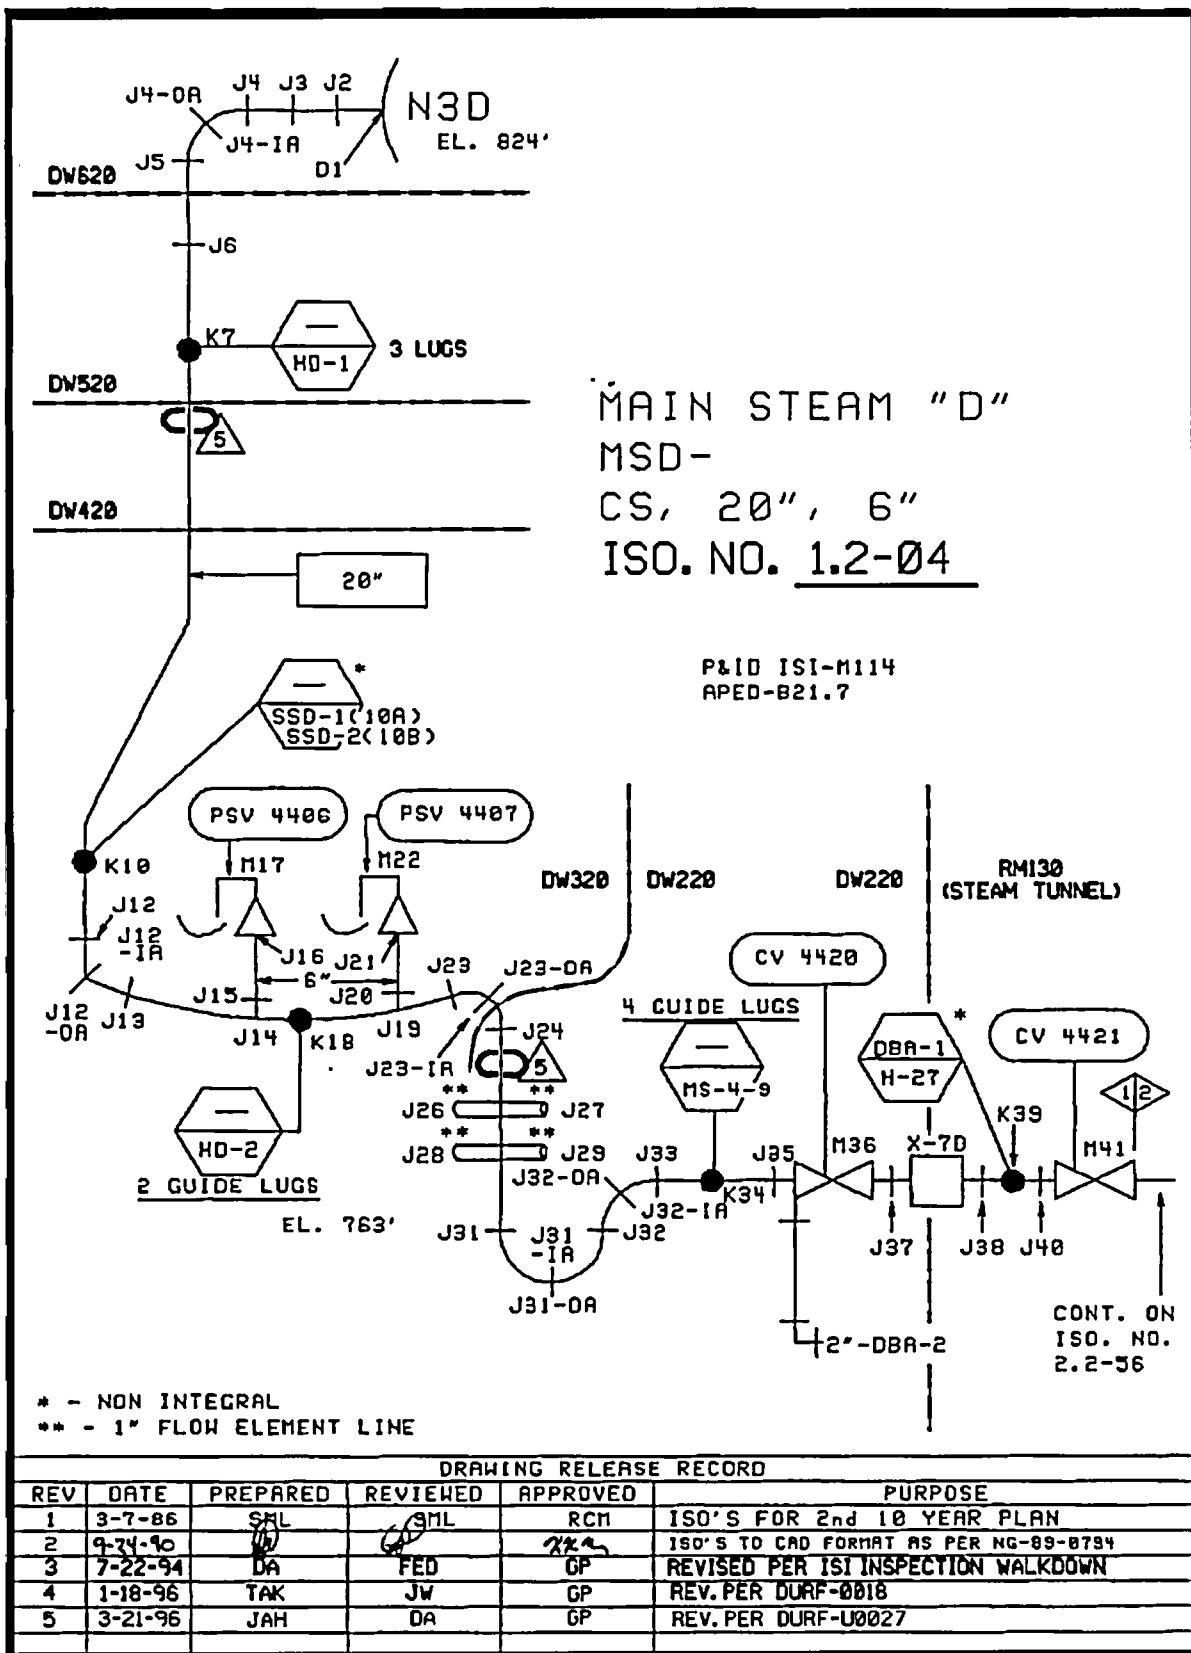 J4-OA
J4
J3
J2
N3D
EL. 824'
J4-IA
D1
J5
DW620
J6
K7
HD-1
3 LUGS
DW520
5
MAIN STEAM "D"
MSD-
CS, 20", 6"
ISO. NO. 1.2-04
DW420
20"
P&ID ISI-M114
APED-B21.7
*
SSD-1(10A)
SSD-2(10B)
PSV 4406
PSV 4407
K10
M17
M22
DW320
DW220
DW220
RM130
(STEAM TUNNEL)
J12
J12
-IA
J12
-OA
J13
J16
J21
6"
J15
J20
J14
K18
J19
J23
J23-OA
J23-IA
J24
5
CV 4420
4 GUIDE LUGS
MS-4-9
*
DBA-1
H-27
CV 4421
1 2
** **
J26
J27
** **
J28
J29
HD-2
2 GUIDE LUGS
EL. 763'
J32-OA
J33
J32-IA
K34
J35
M36
X-7D
K39
M41
J31
J31
-IA
J32
J31-OA
J37
J38
J40
2"-DBA-2
CONT. ON
ISO. NO.
2.2-56
* - NON INTEGRAL
** - 1" FLOW ELEMENT LINE
DRAWING RELEASE RECORD
REV DATE PREPARED REVIEWED APPROVED PURPOSE
1 3-7-86 SML SML RCM ISO'S FOR 2nd 10 YEAR PLAN
2 9-24-90 ISO'S TO CAD FORMAT AS PER NG-89-0794
3 7-22-94 DA FED GP REVISED PER ISI INSPECTION WALKDOWN
4 1-18-96 TAK JW GP REV. PER DURF-0018
5 3-21-96 JAH DA GP REV. PER DURF-U0027